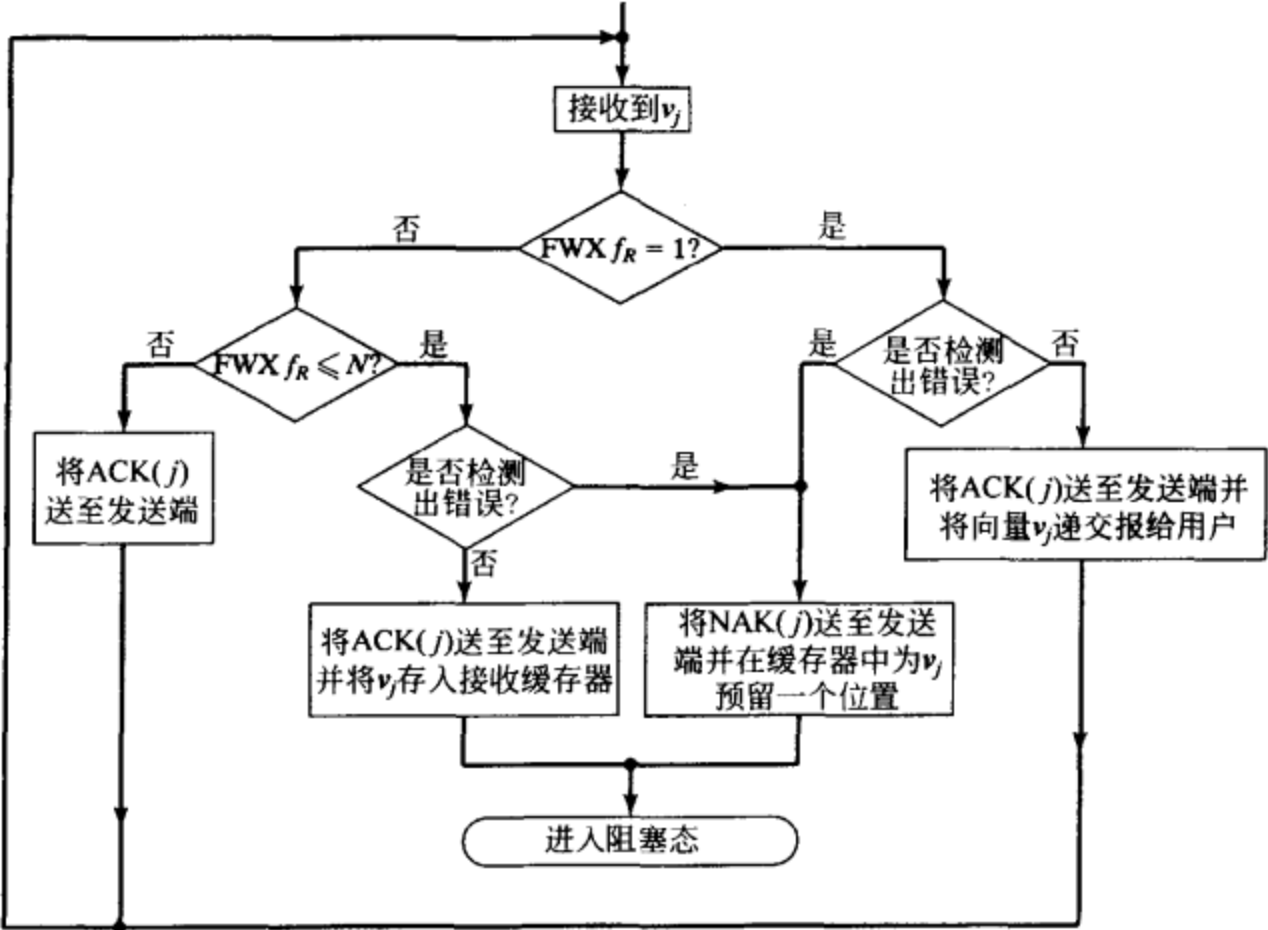 接收到vj
否
是
FWX fR = 1?
否
是
FWX fR ⩽ N?
是
否
是否检测
出错误?
将ACK(j)
送至发送端
是否检测
出错误?
是
将ACK(j)送至发送端并
将向量vj递交报给用户
否
将ACK(j)送至发送端
并将vj存入接收缓存器
将NAK(j)送至发送
端并在缓存器中为vj
预留一个位置
进入阻塞态